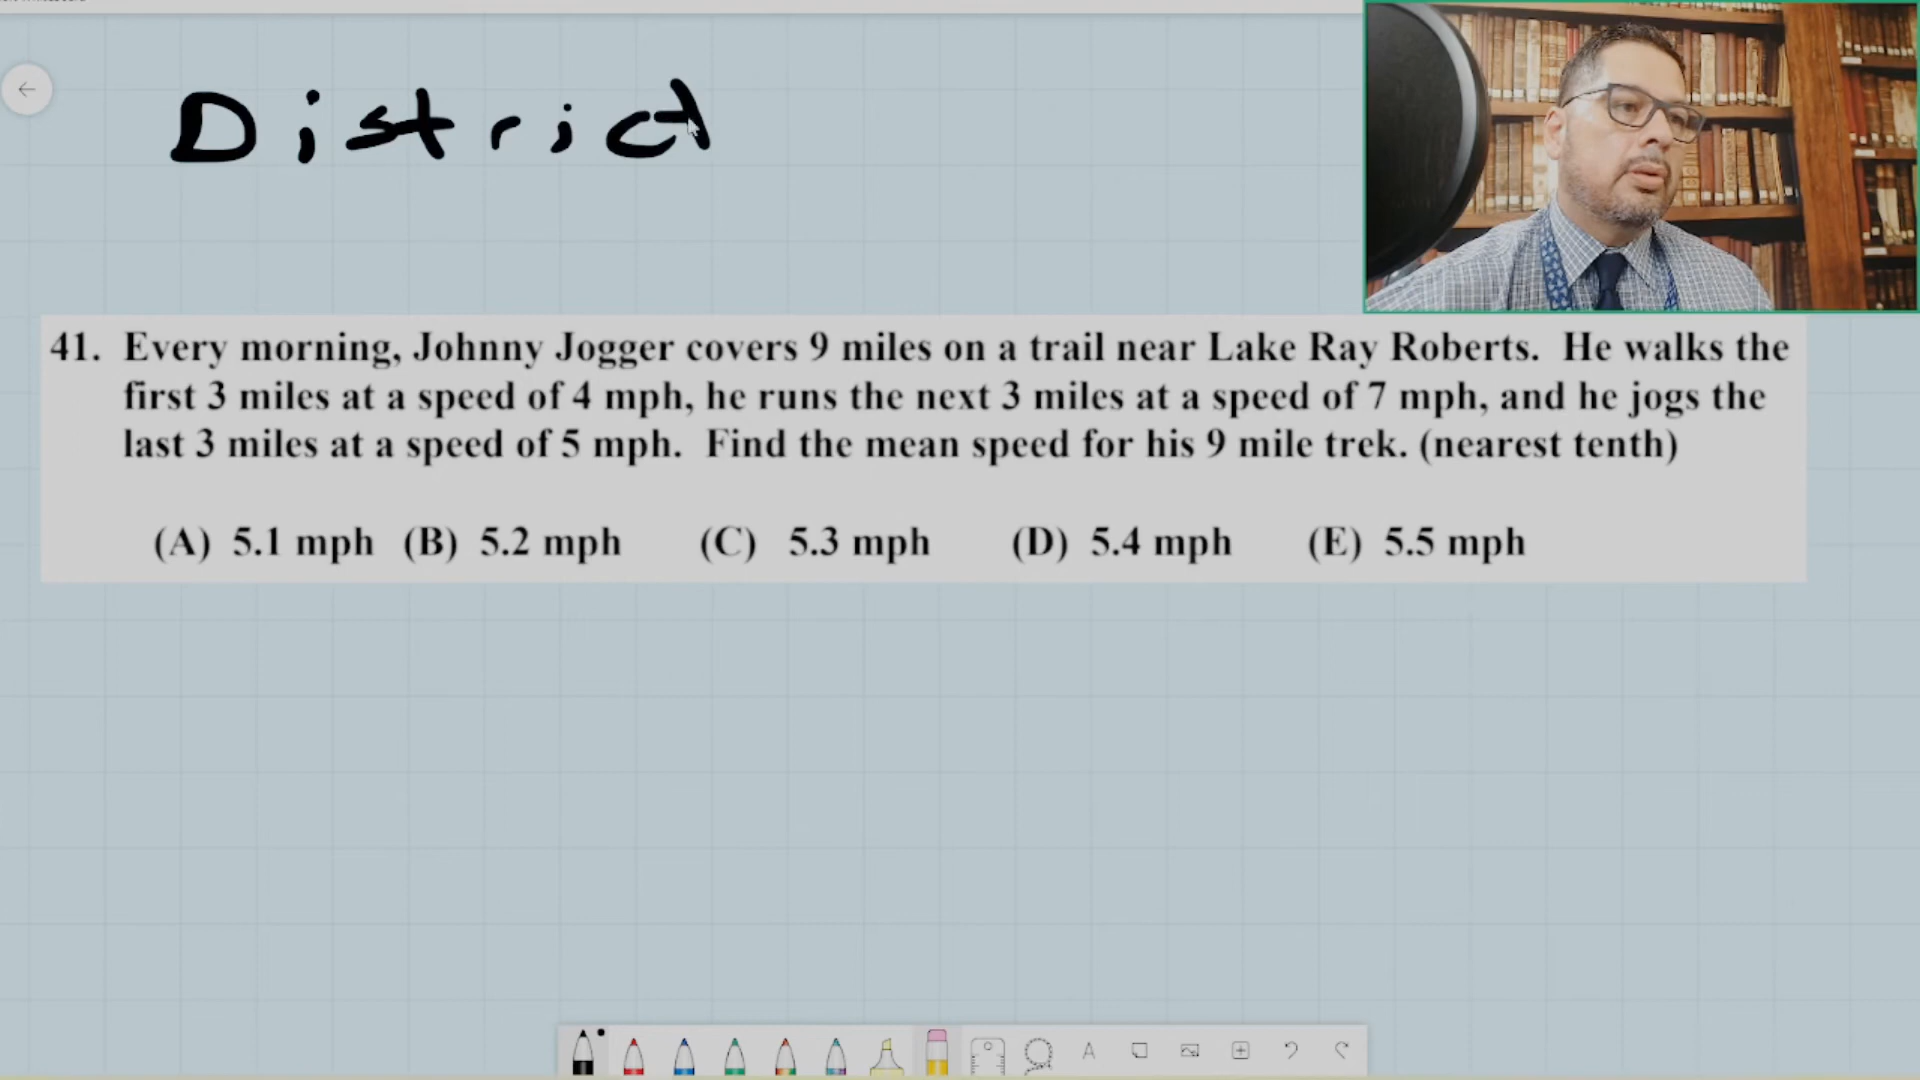 District
41. Every morning, Johnny Jogger covers 9 miles on a trail near Lake Ray Roberts. He walks the
first 3 miles at a speed of 4 mph, he runs the next 3 miles at a speed of 7 mph, and he jogs the
last 3 miles at a speed of 5 mph. Find the mean speed for his 9 mile trek. (nearest tenth)
(A) 5.1 mph (B) 5.2 mph (C) 5.3 mph (D) 5.4 mph (E) 5.5 mph